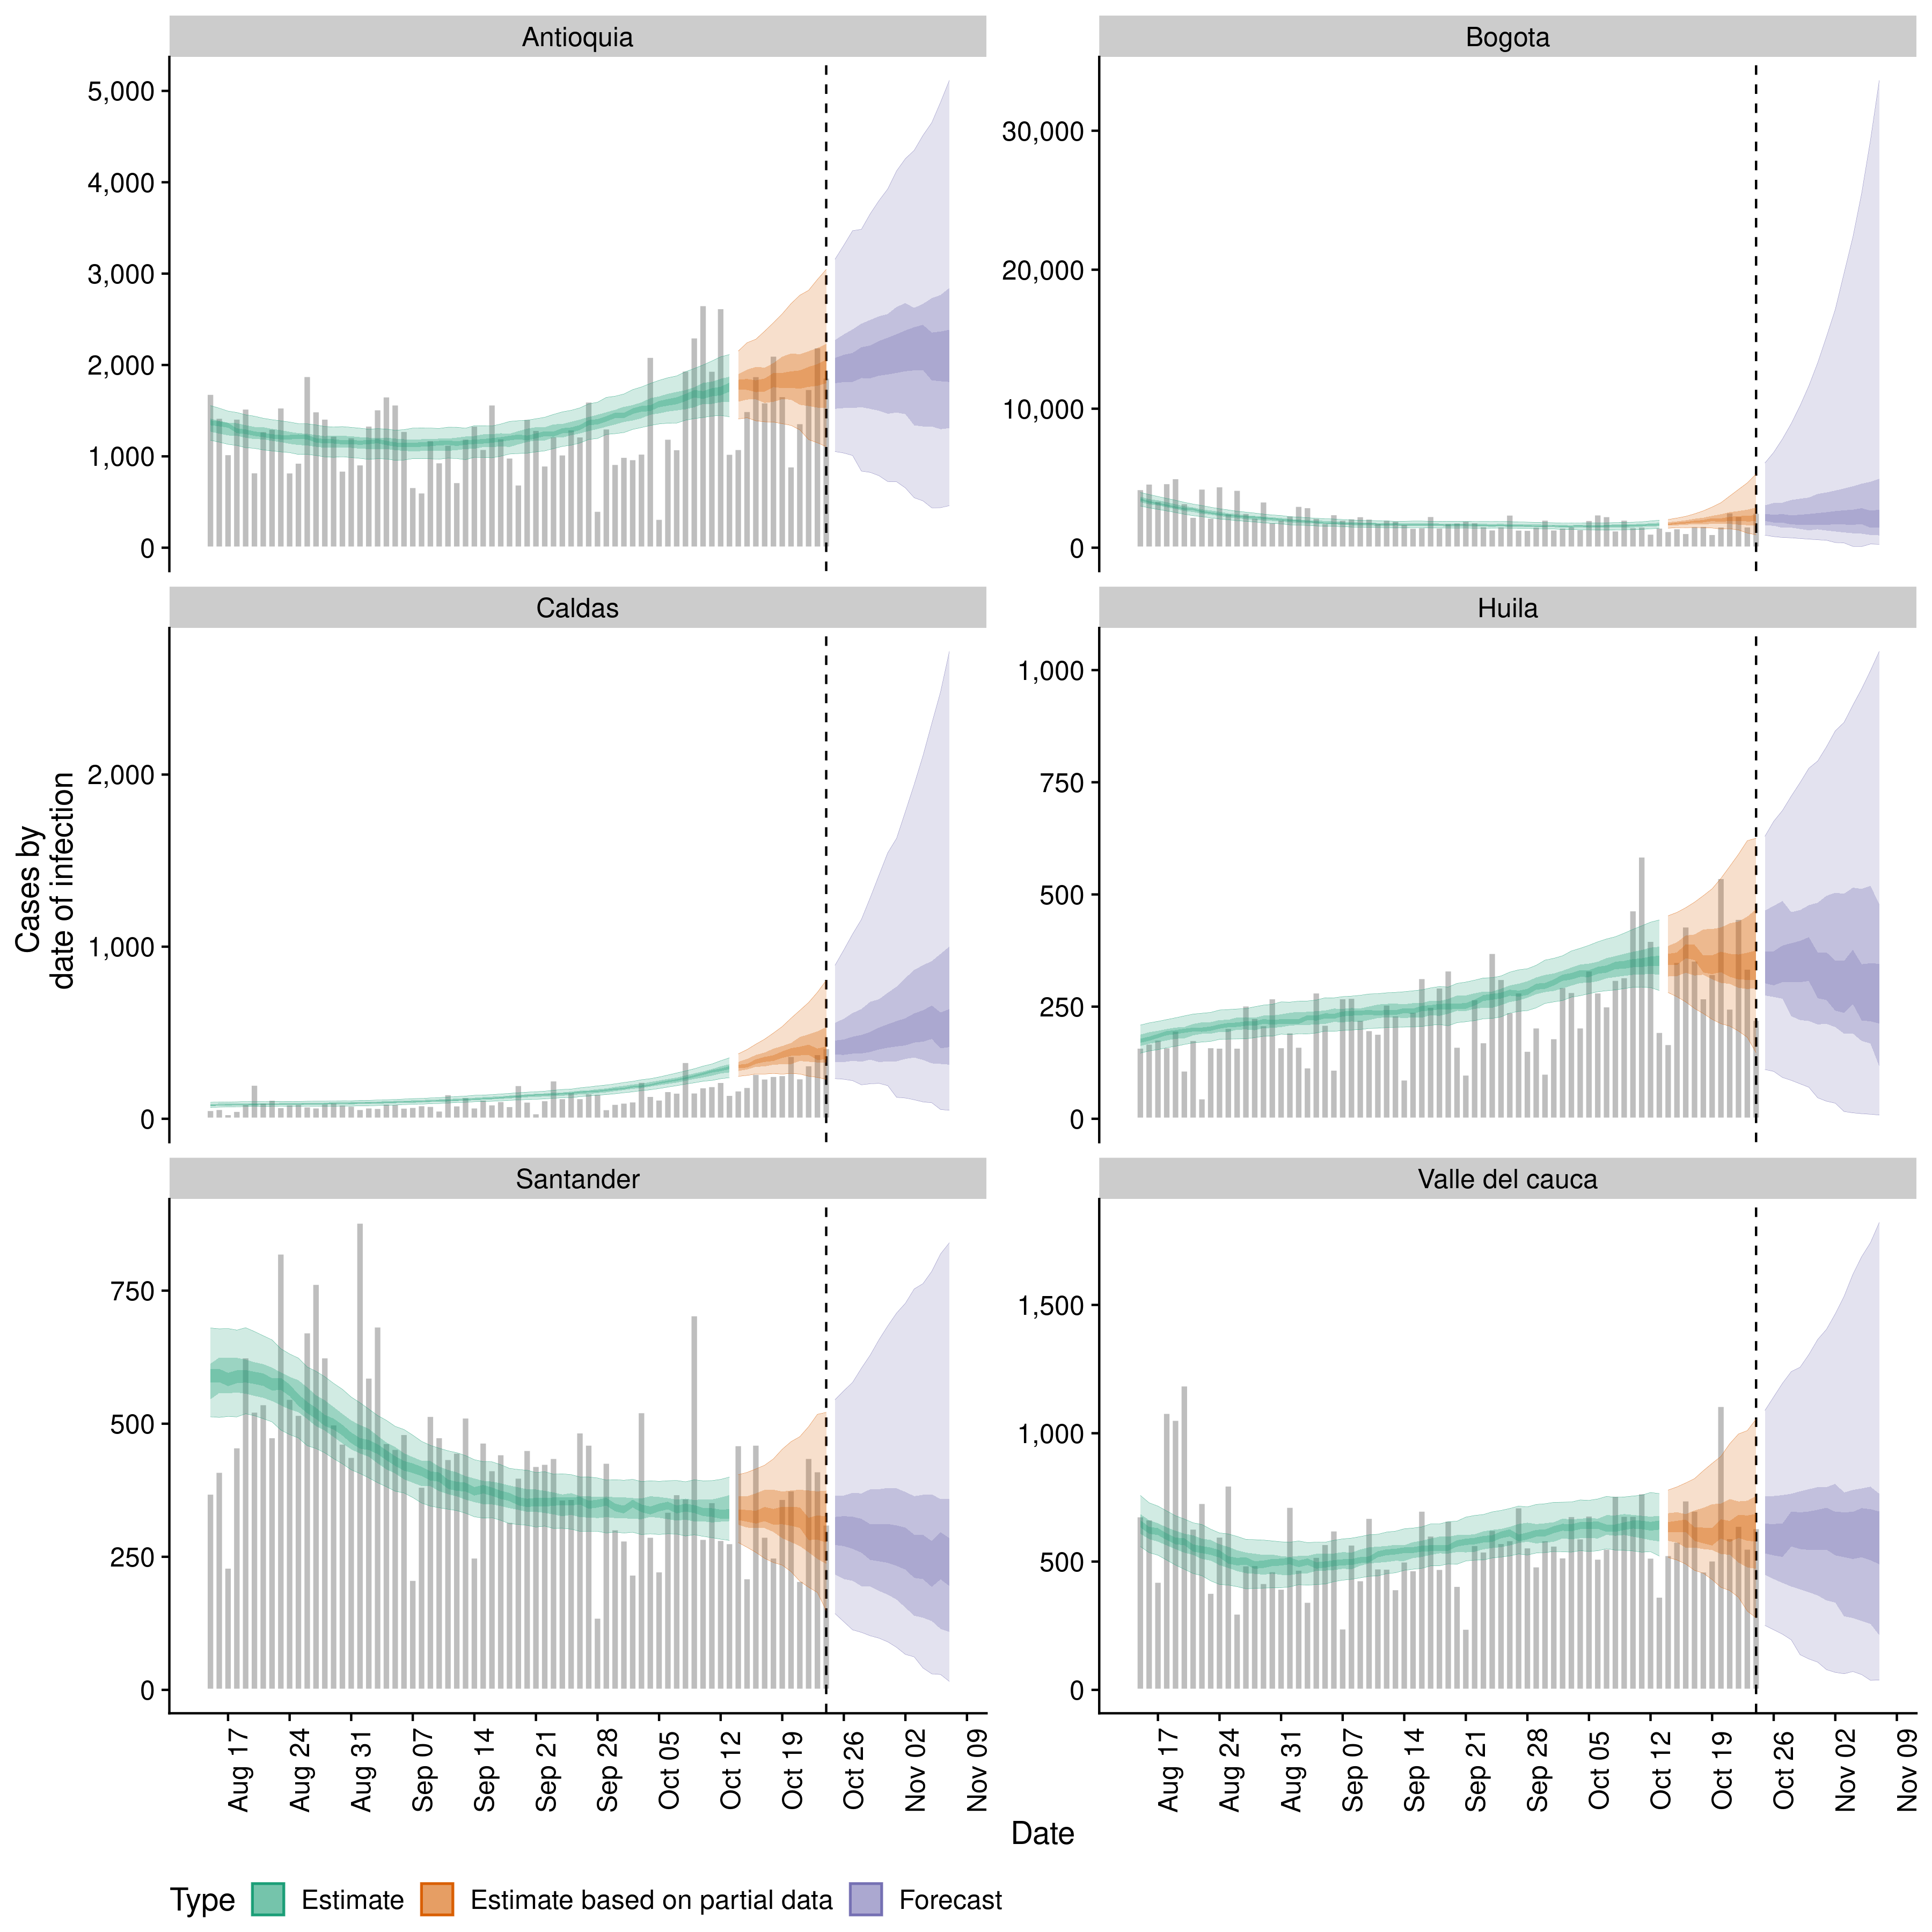 Antioquia
Bogota
5,000
4,000
3,000
2,000
1,000
0
30,000
20,000
10,000
0
Caldas
Huila
2,000
1,000
0
1,000
750
500
250
0
Cases by
date of infection
Santander
Valle del cauca
750
500
250
0
1,500
1,000
500
0
Aug 17
Aug 24
Aug 31
Sep 07
Sep 14
Sep 21
Sep 28
Oct 05
Oct 12
Oct 19
Oct 26
Nov 02
Nov 09
Aug 17
Aug 24
Aug 31
Sep 07
Sep 14
Sep 21
Sep 28
Oct 05
Oct 12
Oct 19
Oct 26
Nov 02
Nov 09
Date
Type Estimate Estimate based on partial data Forecast